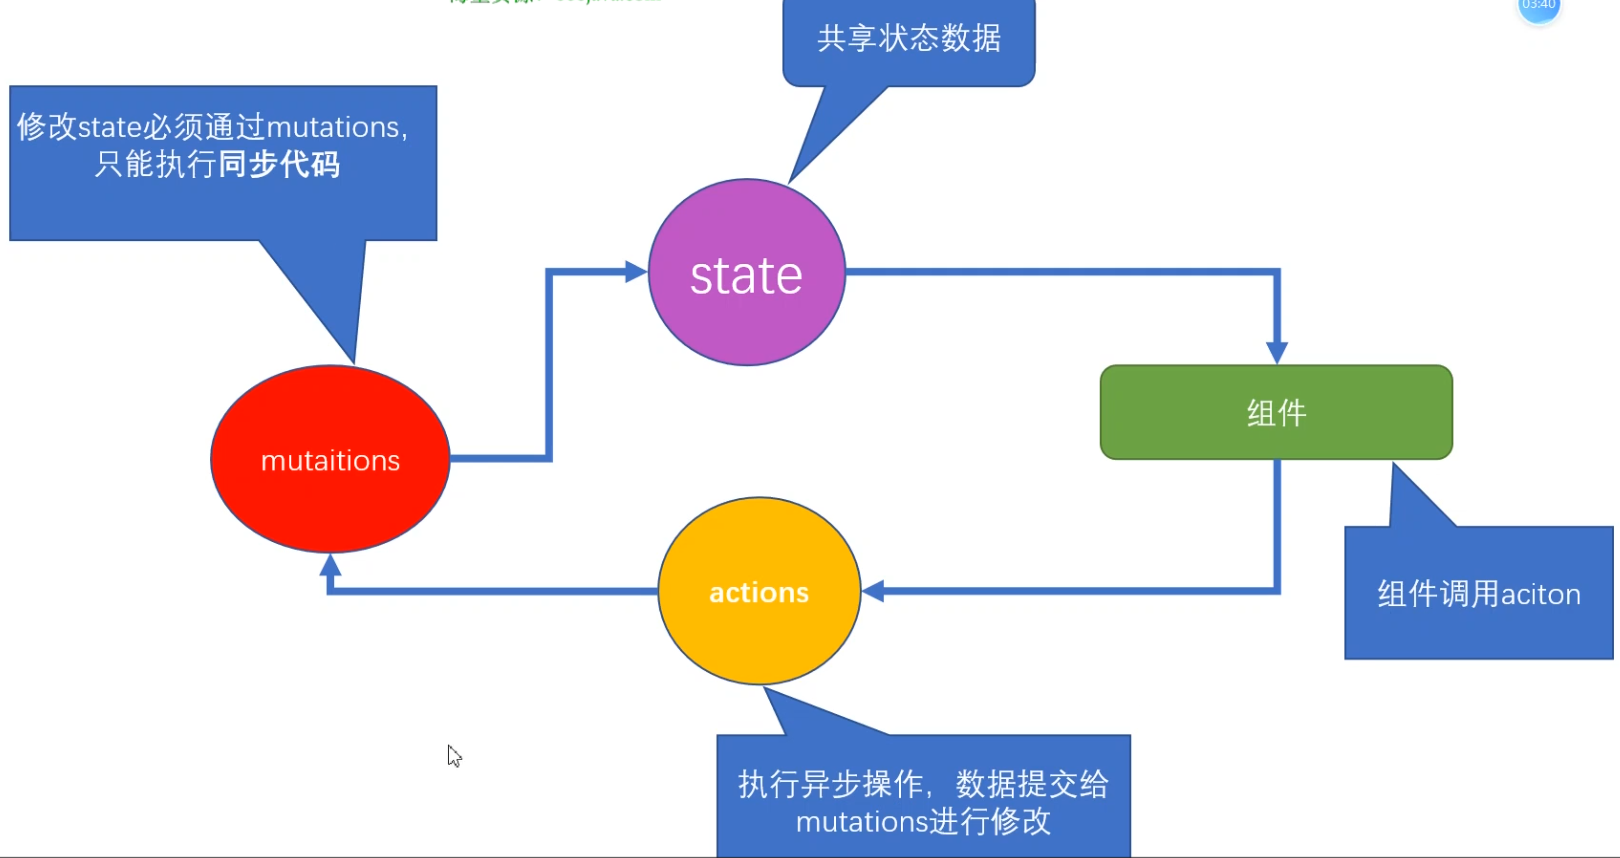 03:40
共享状态数据
修改state必须通过mutations,
只能执行同步代码
state
组件
mutaitions
actions
组件调用aciton
执行异步操作，数据提交给
mutations进行修改